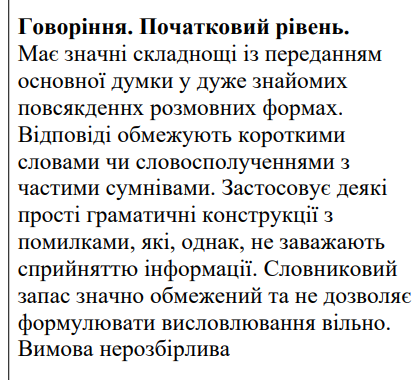 Говоріння. Початковий рівень.
Має значні складнощі із переданням
основної думки у дуже знайомих
повсякденнх розмовних формах.
Відповіді обмежують короткими
словами чи словосполученнями з
частими сумнівами. Застосовує деякі
прості граматичні конструкції з
помилками, які, однак, не заважають
сприйняттю інформації. Словниковий
запас значно обмежений та не дозволяє
формулювати висловлювання вільно.
Вимова нерозбірлива